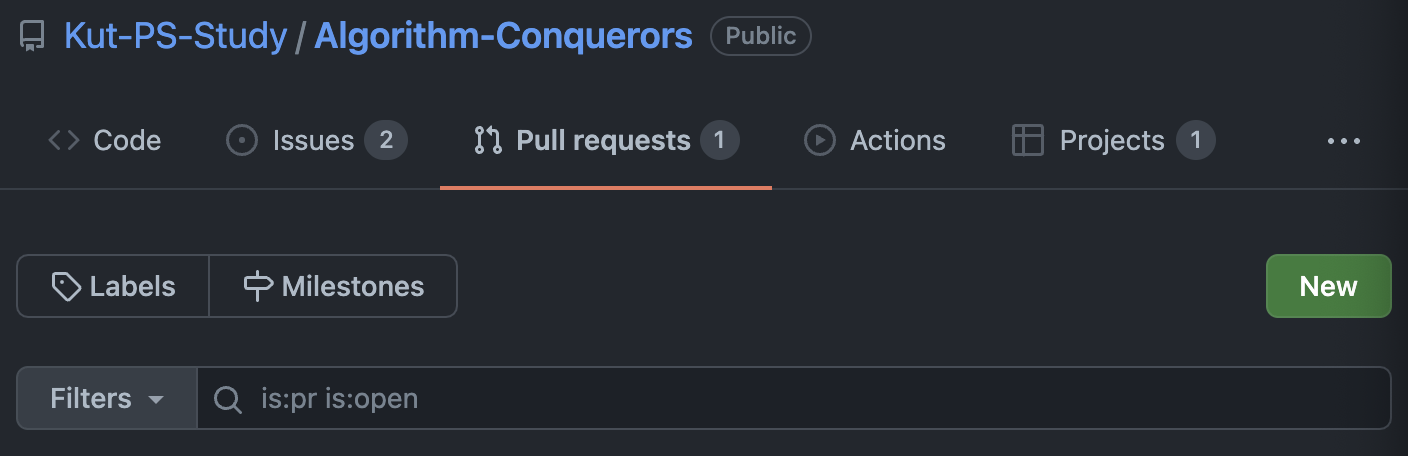 Kut-PS-Study / Algorithm-Conquerors Public
Code Issues 2 Pull requests 1 Actions Projects 1 ...
Labels Milestones New
Filters is:pr is:open